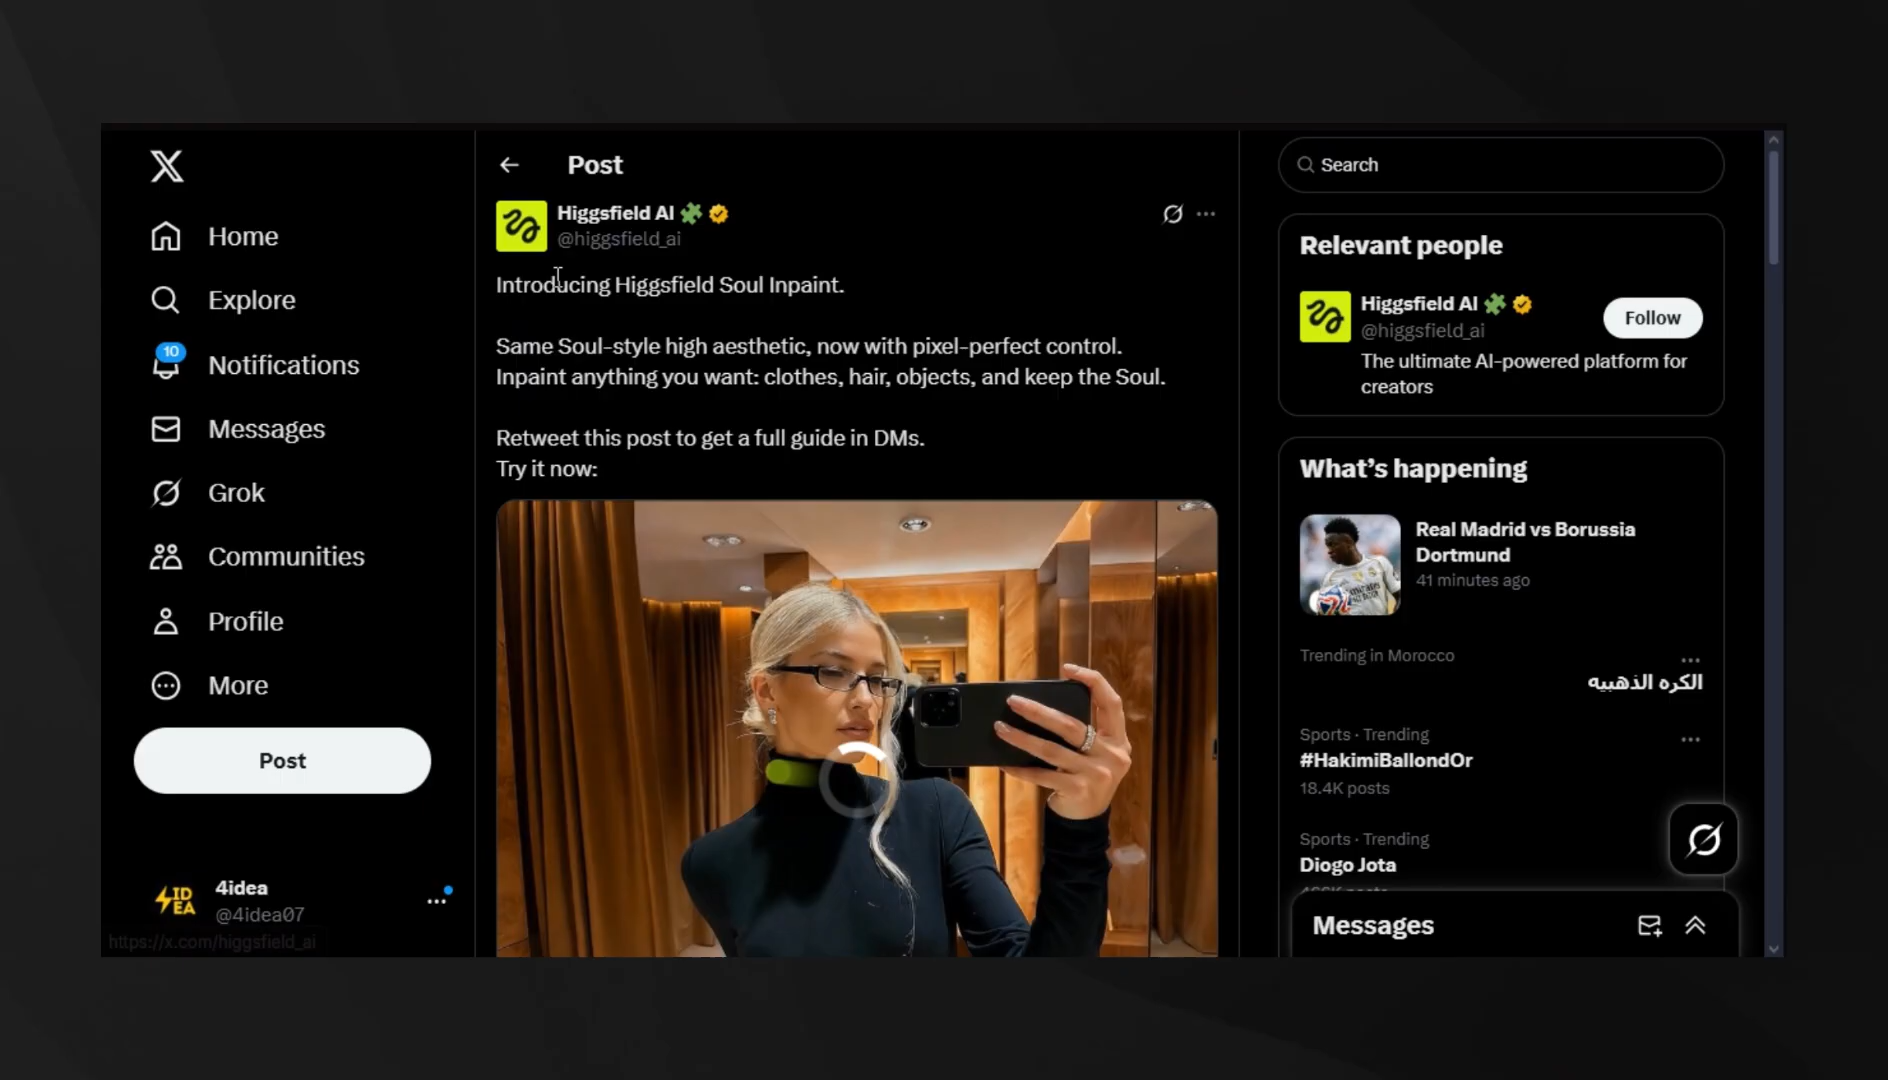 Home
Explore
10
Notifications
Messages
Grok
Communities
Profile
More
Post
ID
EA
4idea
@4idea07
https://x.com/higgsfield_ai
Post
Higgsfield AI
@higgsfield_ai
Introducing Higgsfield Soul Inpaint.
Same Soul-style high aesthetic, now with pixel-perfect control.
Inpaint anything you want: clothes, hair, objects, and keep the Soul.
Retweet this post to get a full guide in DMs.
Try it now:
Search
Relevant people
Higgsfield AI
@higgsfield_ai
Follow
The ultimate AI-powered platform for
creators
What’s happening
Real Madrid vs Borussia
Dortmund
41 minutes ago
Trending in Morocco
الكره الذهبيه
Sports · Trending
#HakimiBallondOr
18.4K posts
Sports · Trending
Diogo Jota
Messages